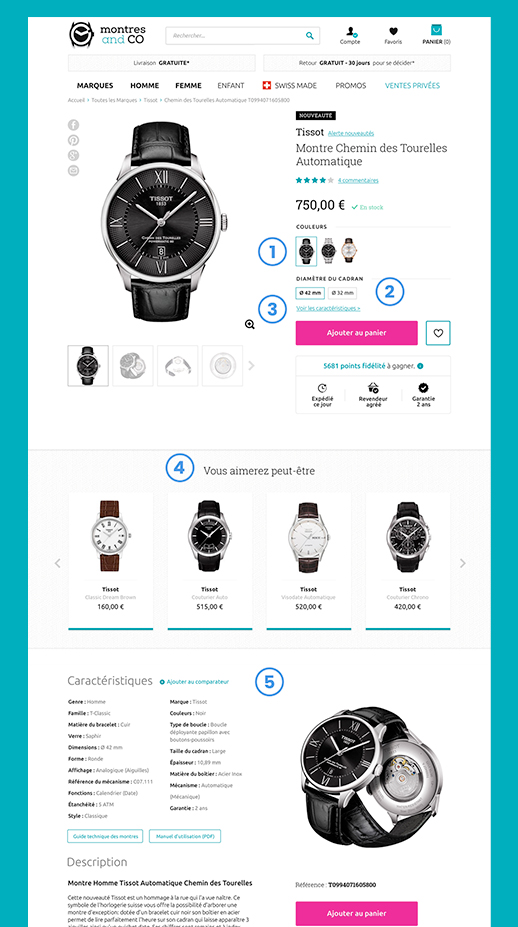 montres
and CO
Rechercher...
Compte
Favoris
PANIER (0)
Livraison GRATUITE*
Retour GRATUIT - 30 jours pour se décider*
MARQUES HOMME FEMME ENFANT SWISS MADE PROMOS VENTES PRIVÉES
Accueil > Toutes les Marques > Tissot > Chemin des Tourelles Automatique T0994071605800
NOUVEAUTÉ
Tissot Alerte nouveautés
Montre Chemin des Tourelles
Automatique
4 commentaires
750,00 € En stock
TISSOT
1853
CHEMIN DES TOURELLES
POWERMATIC 80
COULEURS
1
DIAMÈTRE DU CADRAN
Ø 42 mm Ø 32 mm
2
3
Voir les caractéristiques >
Ajouter au panier
5681 points fidélité à gagner.
Expédié
ce jour
Revendeur
agréé
Garantie
2 ans
4
Vous aimerez peut-être
Tissot
Classic Dream Brown
160,00 €
Tissot
Couturier Auto
515,00 €
Tissot
Visodate Automatique
520,00 €
Tissot
Couturier Chrono
420,00 €
Caractéristiques
Ajouter au comparateur
5
Genre : Homme
Famille : T-Classic
Matière du bracelet : Cuir
Verre : Saphir
Dimensions : Ø 42 mm
Forme : Ronde
Affichage : Analogique (Aiguilles)
Référence du mécanisme : C07.111
Fonctions : Calendrier (Date)
Étanchéité : 5 ATM
Style : Classique
Marque : Tissot
Couleurs : Noir
Type de boucle : Boucle
déployante papillon avec
boutons-poussoirs
Taille du cadran : Large
Épaisseur : 10,89 mm
Matière du boîtier : Acier Inox
Mécanisme : Automatique
(Mécanique)
Garantie : 2 ans
TISSOT
Guide technique des montres
Manuel d'utilisation (PDF)
Description
Montre Homme Tissot Automatique Chemin des Tourelles
Cette nouveauté Tissot est un hommage à la rue qui l'a vue naître. Ce
symbole de l'horlogerie suisse vous offre la possibilité d'arborer une
montre d'exception: dotée d'un bracelet cuir noir son boîtier en acier
permet de lire parfaitement l'heure sur son cadran qui laisse apparaître 3
Référence : T0994071605800
Ajouter au panier